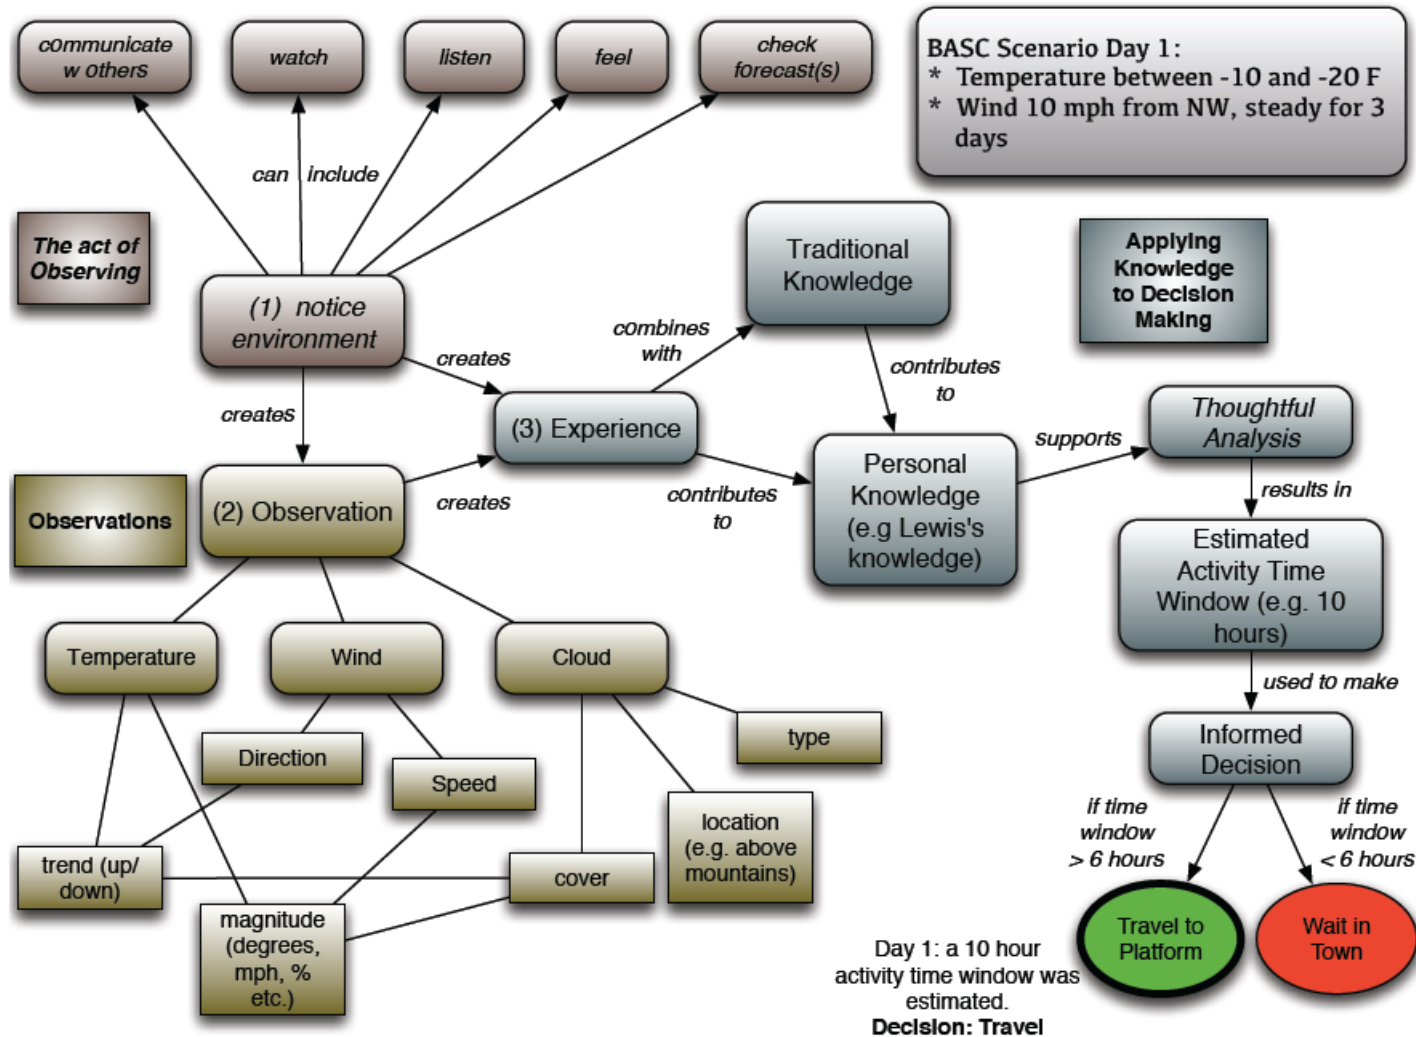 communicate
w others
watch
listen
feel
check
forecast(s)
BASC Scenario Day 1:
* Temperature between -10 and -20 F
* Wind 10 mph from NW, steady for 3
days
can include
The act of
Observing
(1) notice
environment
Traditional
Knowledge
Applying
Knowledge
to Decision
Making
combines
with
creates
creates
contributes
to
(3) Experience
Thoughtful
Analysis
supports
Personal
Knowledge
(e.g Lewis's
knowledge)
Observations
(2) Observation
creates
contributes
to
results in
Estimated
Activity Time
Window (e.g. 10
hours)
Temperature
Wind
Cloud
used to make
Direction
type
Informed
Decision
Speed
if time
window
> 6 hours
if time
window
< 6 hours
location
(e.g. above
mountains)
trend (up/
down)
cover
magnitude
(degrees,
mph, %
etc.)
Travel to
Platform
Wait in
Town
Day 1: a 10 hour
activity time window was
estimated.
Decision: Travel